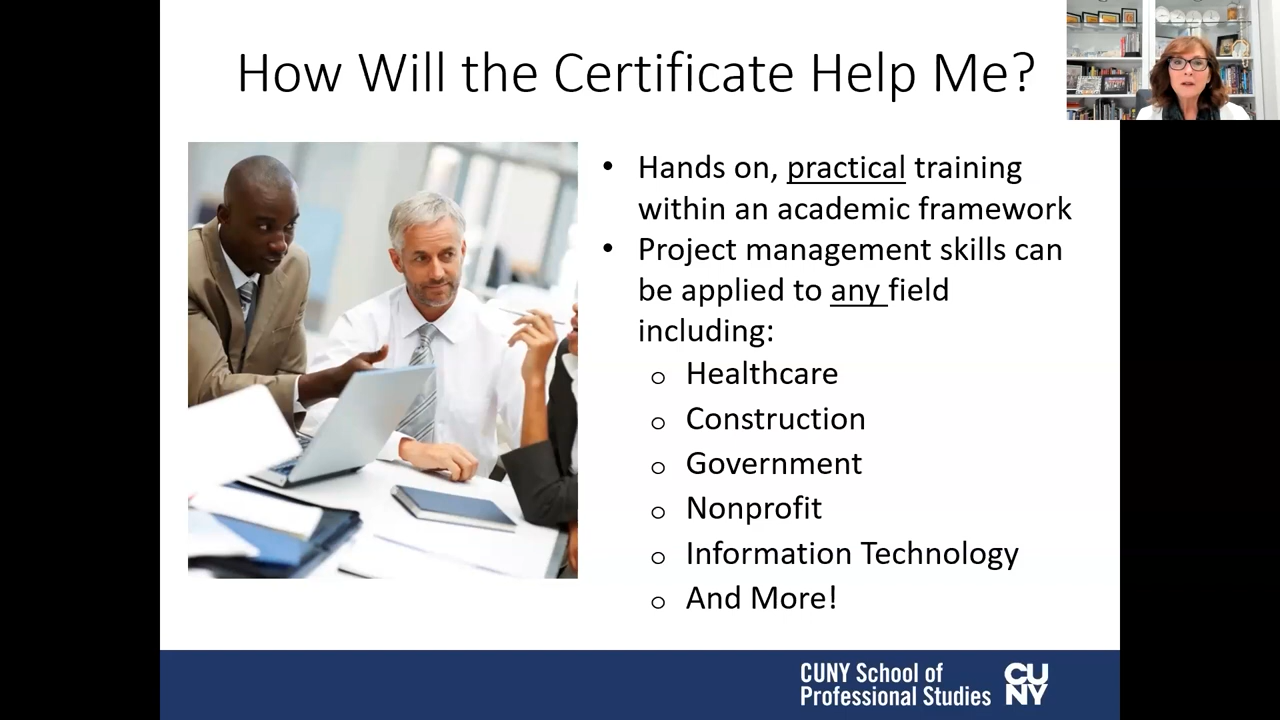 How Will the Certificate Help Me?
• Hands on, practical training
within an academic framework
• Project management skills can
be applied to any field
including:
o Healthcare
o Construction
o Government
o Nonprofit
o Information Technology
o And More!
CUNY School of
Professional Studies
CU
NY